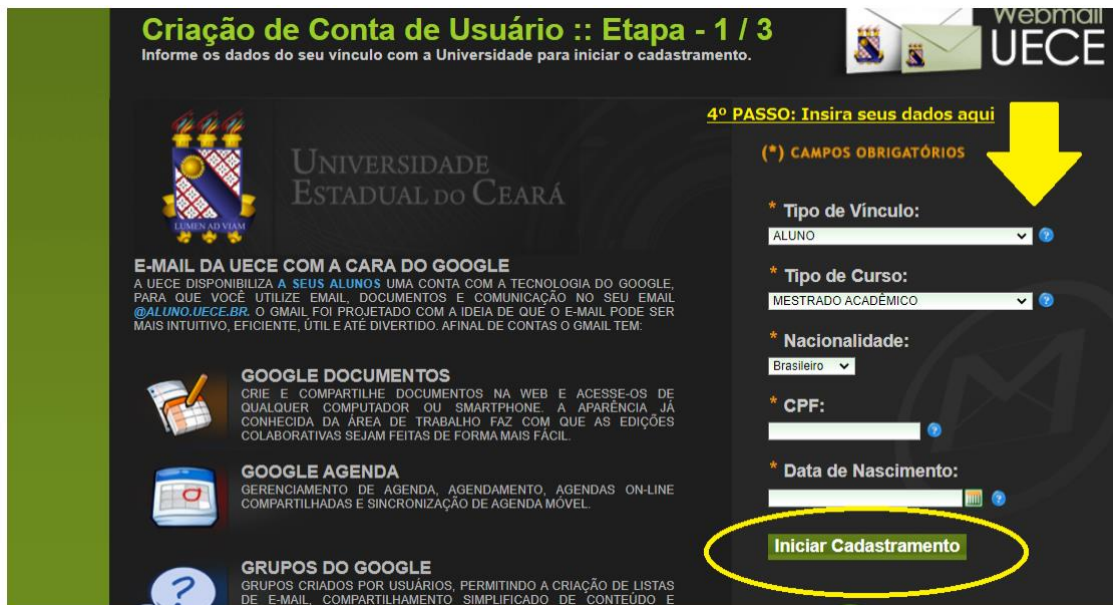 Criação de Conta de Usuário :: Etapa - 1 / 3
Informe os dados do seu vínculo com a Universidade para iniciar o cadastramento.
Webmail
UECE
UNIVERSIDADE
ESTADUAL DO CEARÁ
LUMEN AD VIAM
E-MAIL DA UECE COM A CARA DO GOOGLE
A UECE DISPONIBILIZA A SEUS ALUNOS UMA CONTA COM A TECNOLOGIA DO GOOGLE,
PARA QUE VOCÊ UTILIZE EMAIL, DOCUMENTOS E COMUNICAÇÃO NO SEU EMAIL
@ALUNO.UECE.BR. O GMAIL FOI PROJETADO COM A IDEIA DE QUE O E-MAIL PODE SER
MAIS INTUITIVO, EFICIENTE, ÚTIL E ATÉ DIVERTIDO. AFINAL DE CONTAS O GMAIL TEM:
GOOGLE DOCUMENTOS
CRIE E COMPARTILHE DOCUMENTOS NA WEB E ACESSE-OS DE
QUALQUER COMPUTADOR OU SMARTPHONE. A APARÊNCIA JÁ
CONHECIDA DA ÁREA DE TRABALHO FAZ COM QUE AS EDIÇÕES
COLABORATIVAS SEJAM FEITAS DE FORMA MAIS FÁCIL.
GOOGLE AGENDA
GERENCIAMENTO DE AGENDA, AGENDAMENTO, AGENDAS ON-LINE
COMPARTILHADAS E SINCRONIZAÇÃO DE AGENDA MÓVEL.
GRUPOS DO GOOGLE
GRUPOS CRIADOS POR USUÁRIOS, PERMITINDO A CRIAÇÃO DE LISTAS
DE E-MAIL, COMPARTILHAMENTO SIMPLIFICADO DE CONTEÚDO E
4º PASSO: Insira seus dados aqui
(*) CAMPOS OBRIGATÓRIOS
* Tipo de Vínculo:
ALUNO
* Tipo de Curso:
MESTRADO ACADÊMICO
* Nacionalidade:
Brasileiro
* CPF:
* Data de Nascimento:
Iniciar Cadastramento